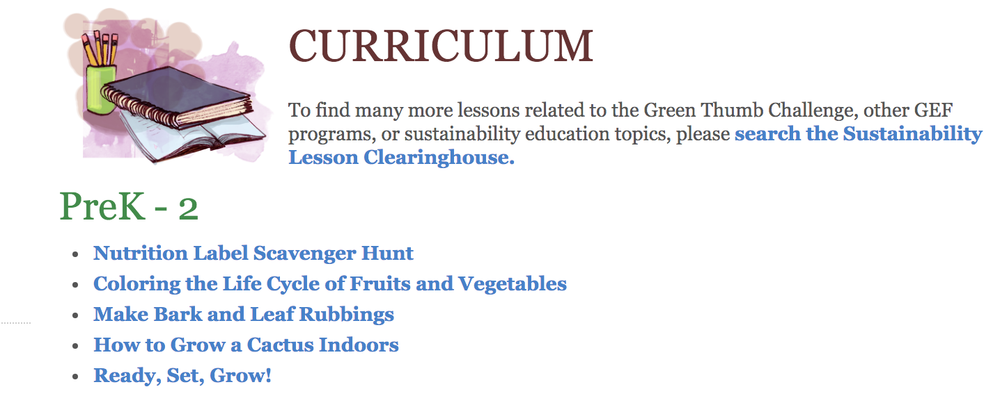 CURRICULUM
To find many more lessons related to the Green Thumb Challenge, other GEF
programs, or sustainability education topics, please search the Sustainability
Lesson Clearinghouse.
PreK - 2
• Nutrition Label Scavenger Hunt
• Coloring the Life Cycle of Fruits and Vegetables
• Make Bark and Leaf Rubbings
• How to Grow a Cactus Indoors
• Ready, Set, Grow!